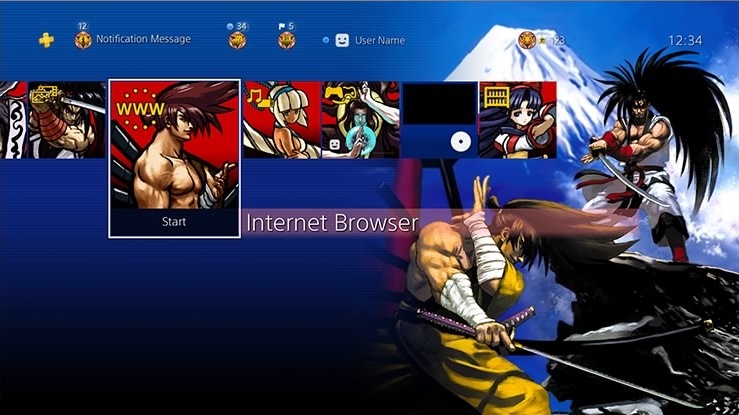 12
Notification Message
34
5
User Name
123
12:34
WWW
Start
Internet Browser